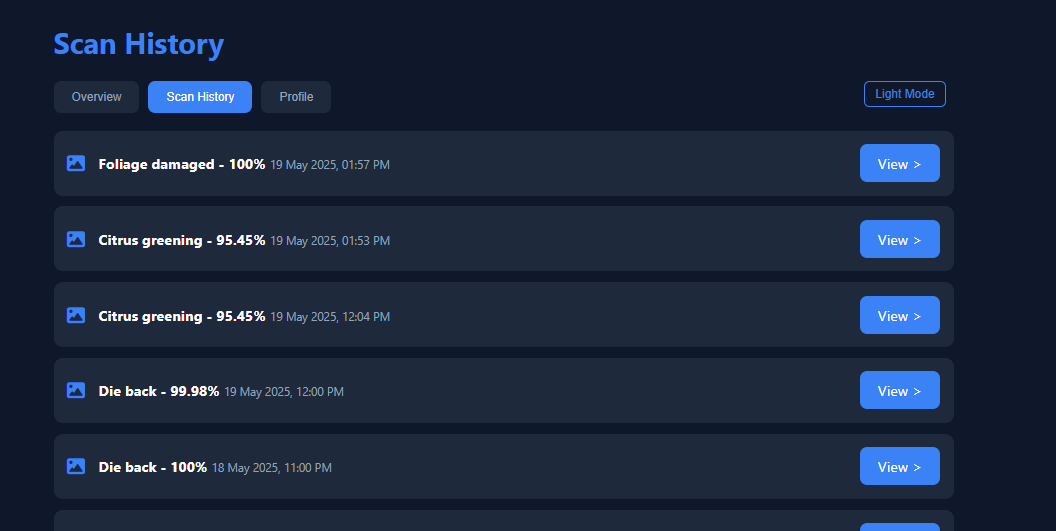 Scan History
Overview Scan History Profile Light Mode
Foliage damaged - 100% 19 May 2025, 01:57 PM View >
Citrus greening - 95.45% 19 May 2025, 01:53 PM View >
Citrus greening - 95.45% 19 May 2025, 12:04 PM View >
Die back - 99.98% 19 May 2025, 12:00 PM View >
Die back - 100% 18 May 2025, 11:00 PM View >